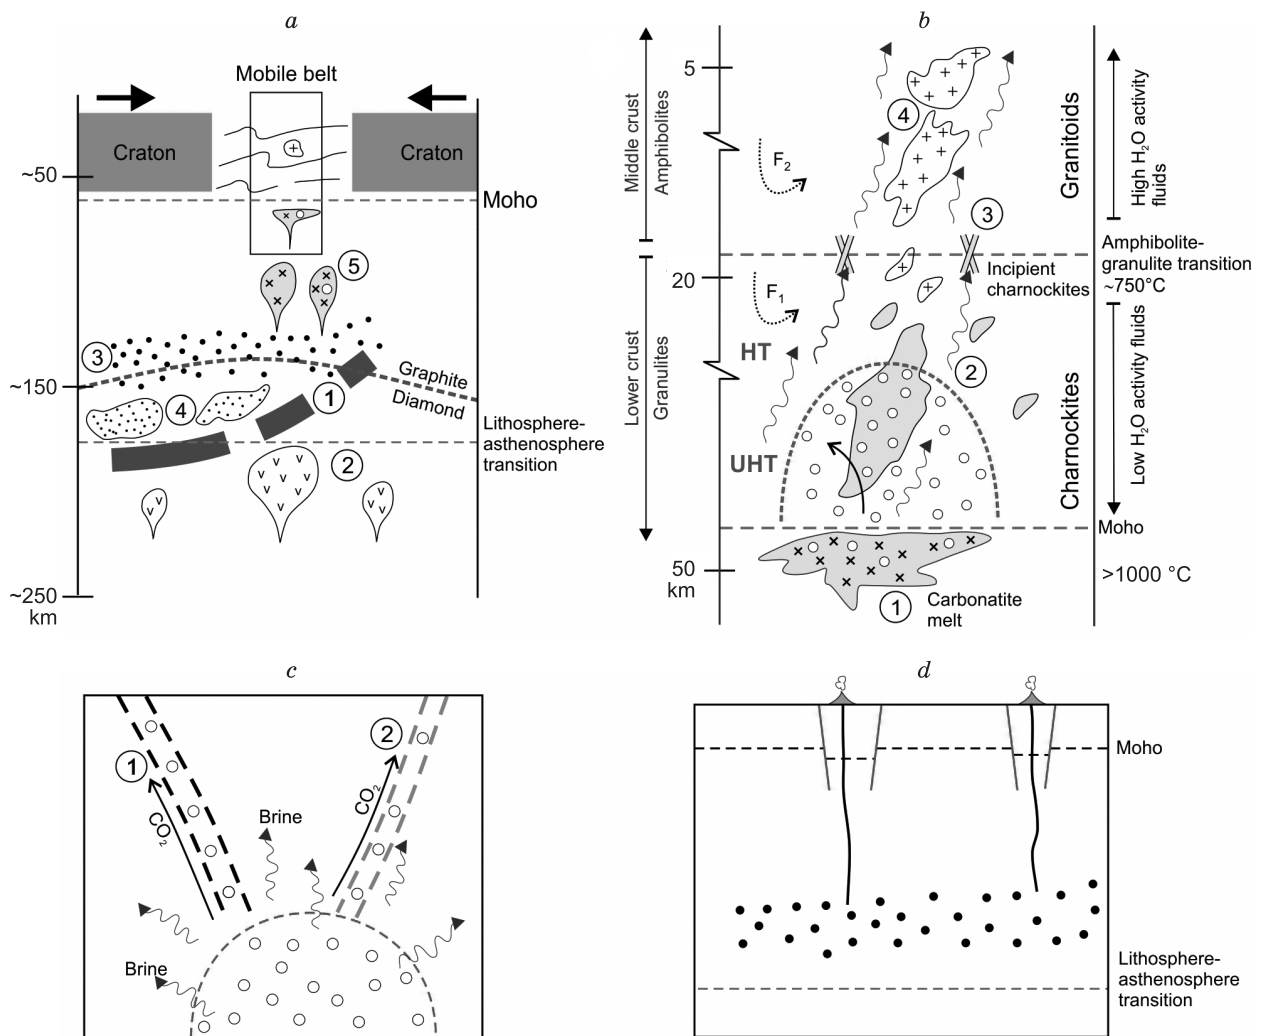 a
Mobile belt
Craton
Craton
~50
Moho
5
3
Graphite
Diamond
~150
4
1
Lithosphere-
asthenosphere
transition
2
~250
km
b
5
Middle crust
Amphibolites
F2
4
3
Granitoids
High H2O activity
fluids
Amphibolite-
granulite transition
~750°C
20
Incipient
charnockites
F1
HT
2
Lower crust
Granulites
UHT
Charnockites
Low H2O activity fluids
Moho
50
km
>1000 °C
1
Carbonatite
melt
c
1
2
CO2
CO2
Brine
Brine
d
Moho
Lithosphere-
asthenosphere
transition